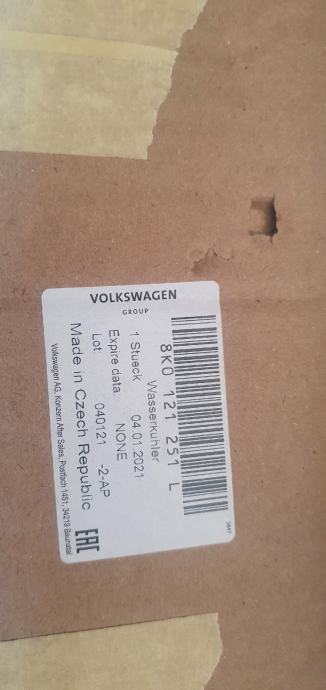 VOLKSWAGEN
GROUP
8K0 121 251 L
Wasserkuhler
1 Stueck 04.01.2021
Expire data. NONE
Lot 040121 -2-AP
Made in Czech Republic
EAC
Volkswagen AG, Konzern After Sales, Postfach 1451, 34219 Baunatal